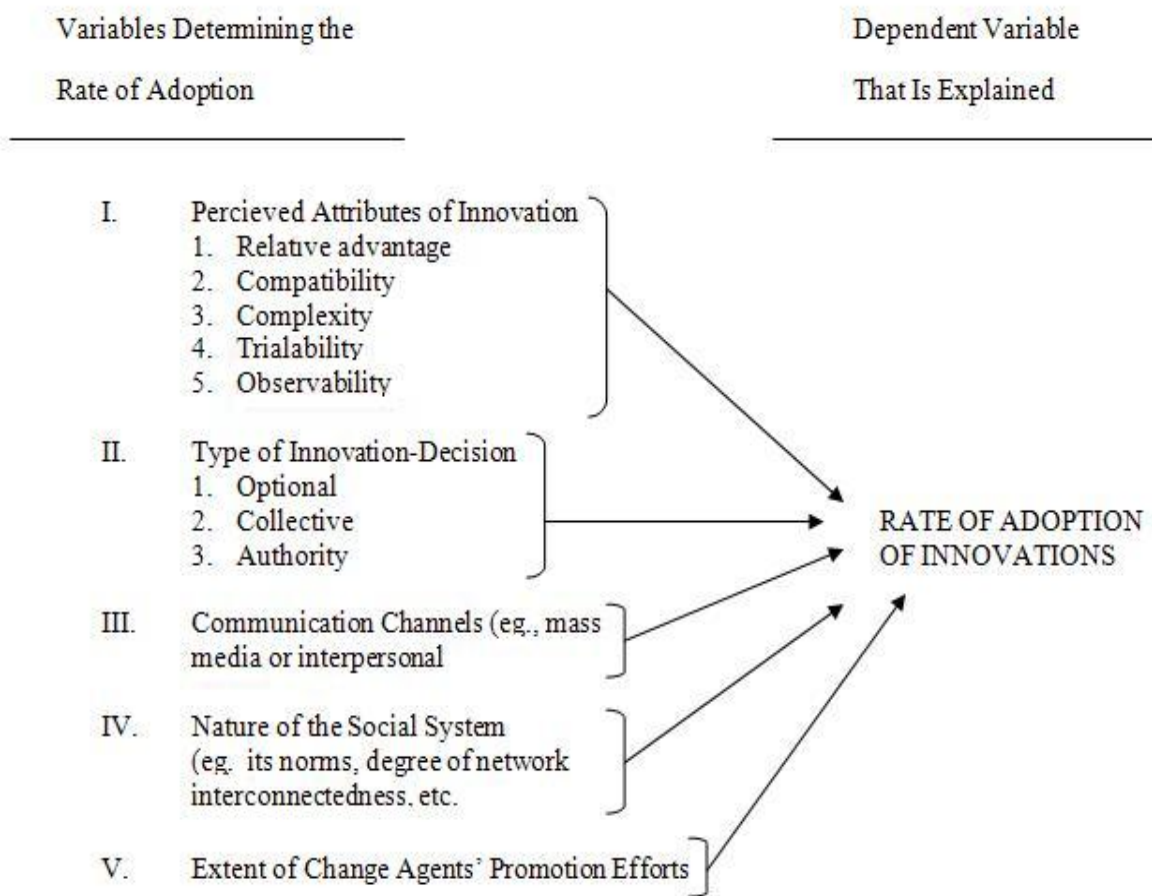 Variables Determining the
Rate of Adoption
Dependent Variable
That Is Explained
I. Percieved Attributes of Innovation
1. Relative advantage
2. Compatibility
3. Complexity
4. Trialability
5. Observability
II. Type of Innovation-Decision
1. Optional
2. Collective
3. Authority
RATE OF ADOPTION
OF INNOVATIONS
III. Communication Channels (eg., mass
media or interpersonal
IV. Nature of the Social System
(eg. its norms, degree of network
interconnectedness, etc.
V. Extent of Change Agents' Promotion Efforts